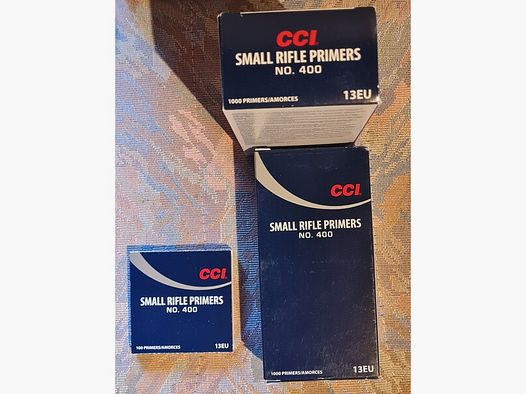 CCI
SMALL RIFLE PRIMERS
NO. 400
1000 PRIMERS/AMORCES
13EU
CCI
SMALL RIFLE PRIMERS
NO. 400
1000 PRIMERS/AMORCES
13EU
CCI
SMALL RIFLE PRIMERS
NO. 400
100 PRIMERS/AMORCES
13EU